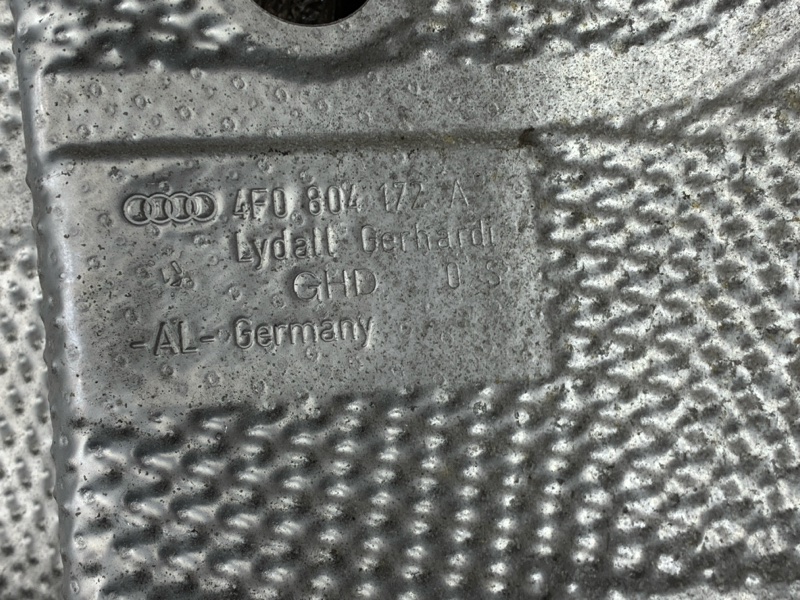 4F0.804 172 A
Lydall Gerhardi
GHD
-AL- Germany